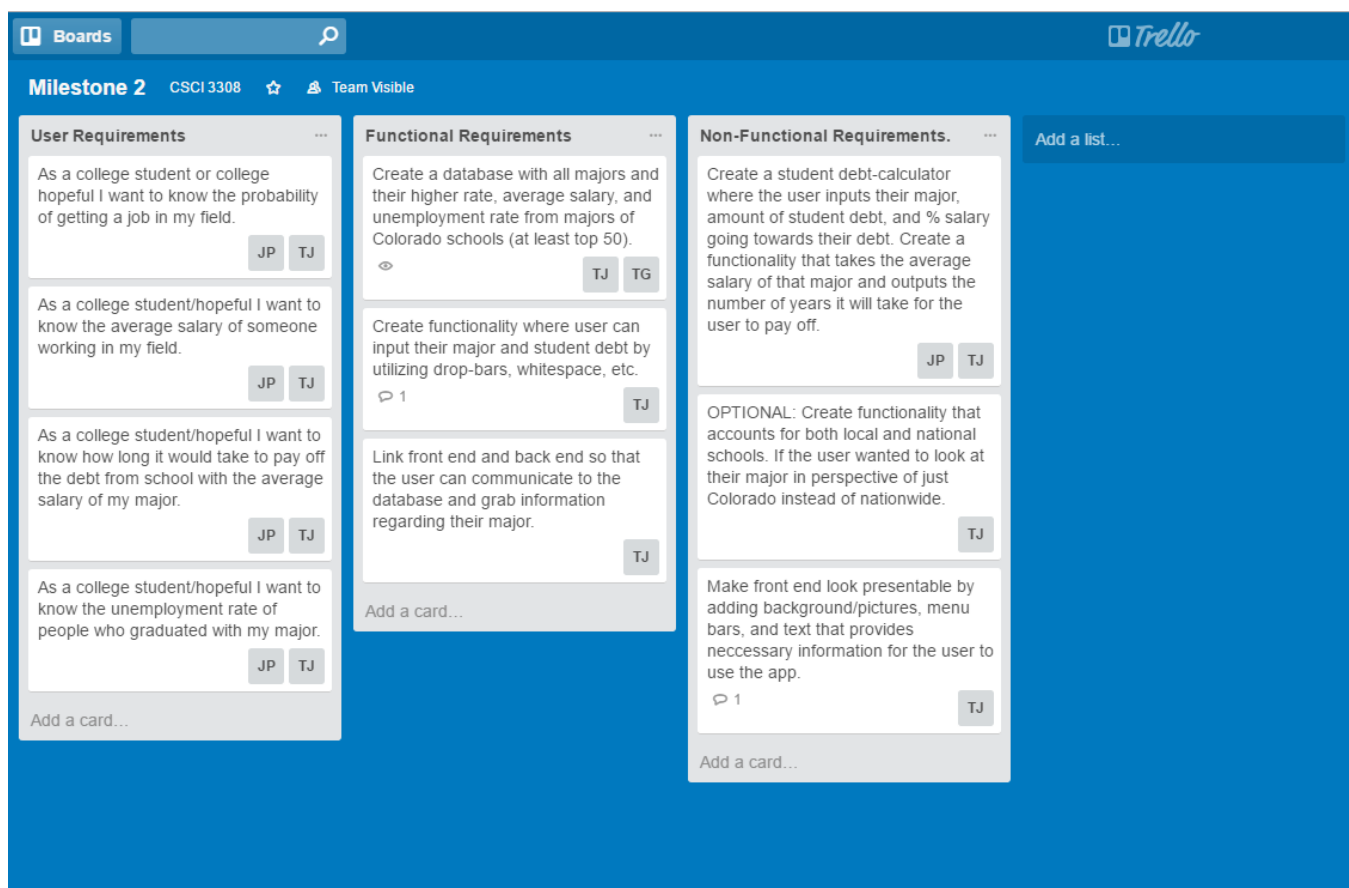 Boards
Trello
Milestone 2 CSCI 3308 Team Visible
User Requirements
As a college student or college
hopeful I want to know the probability
of getting a job in my field.
JP TJ
As a college student/hopeful I want to
know the average salary of someone
working in my field.
JP TJ
As a college student/hopeful I want to
know how long it would take to pay off
the debt from school with the average
salary of my major.
JP TJ
As a college student/hopeful I want to
know the unemployment rate of
people who graduated with my major.
JP TJ
Add a card...
Functional Requirements
Create a database with all majors and
their higher rate, average salary, and
unemployment rate from majors of
Colorado schools (at least top 50).
TJ TG
Create functionality where user can
input their major and student debt by
utilizing drop-bars, whitespace, etc.
1
TJ
Link front end and back end so that
the user can communicate to the
database and grab information
regarding their major.
TJ
Add a card...
Non-Functional Requirements.
Create a student debt-calculator
where the user inputs their major,
amount of student debt, and % salary
going towards their debt. Create a
functionality that takes the average
salary of that major and outputs the
number of years it will take for the
user to pay off.
JP TJ
OPTIONAL: Create functionality that
accounts for both local and national
schools. If the user wanted to look at
their major in perspective of just
Colorado instead of nationwide.
TJ
Make front end look presentable by
adding background/pictures, menu
bars, and text that provides
neccessary information for the user to
use the app.
1
TJ
Add a card...
Add a list...